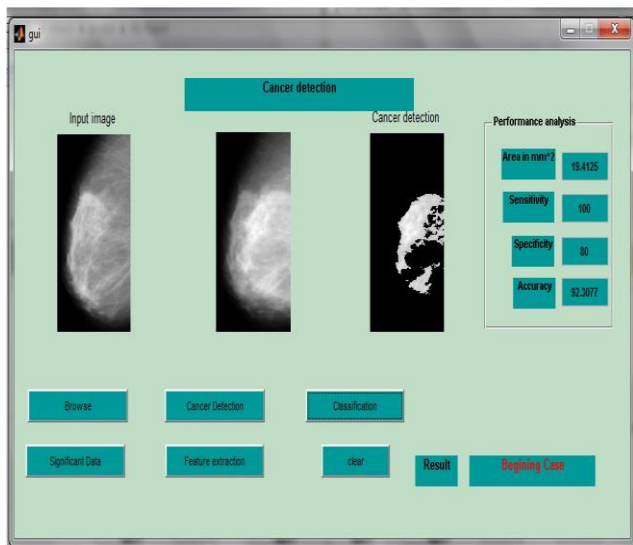 gui
Cancer detection
Input image
Cancer detection
Performance analysis
Area in mm^2
19.4125
Sensitivity
100
Specificity
80
Accuracy
92.3077
Browse
Cancer Detection
Classification
Significant Data
Feature extraction
clear
Result
Begining Case